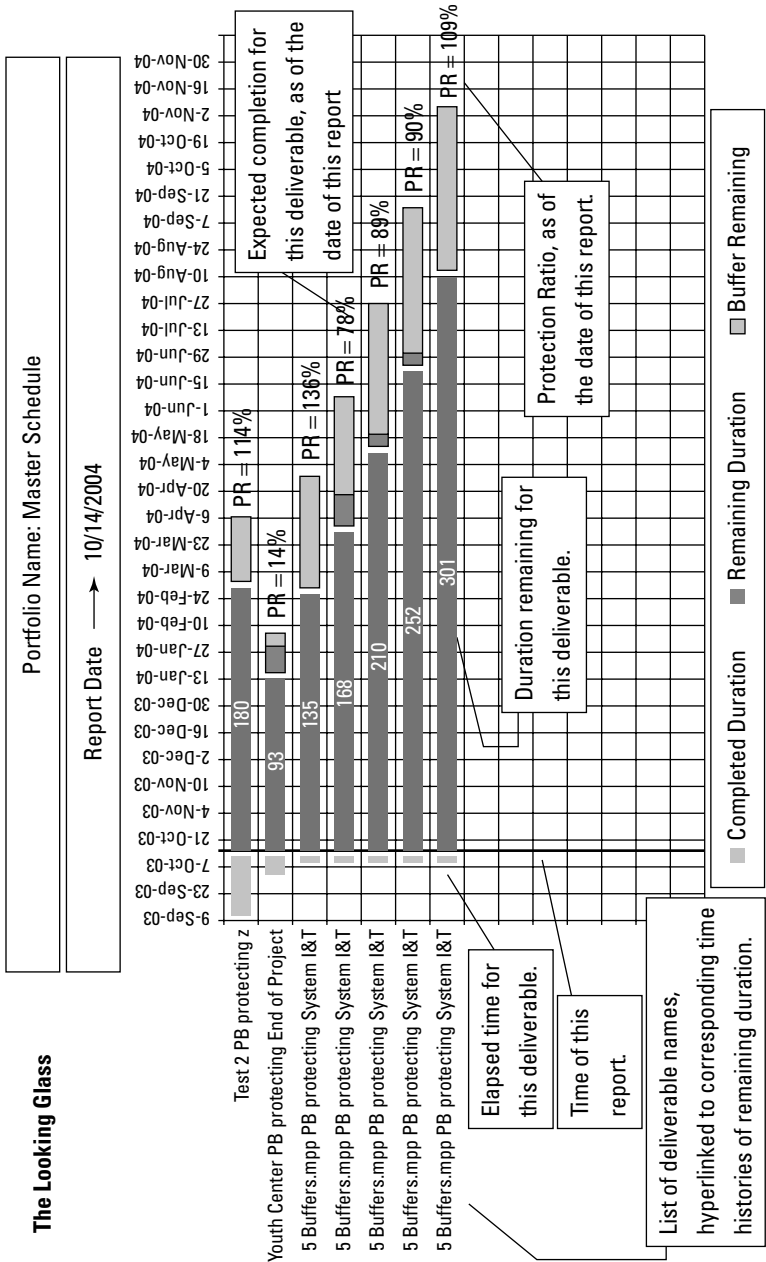 The Looking Glass
Portfolio Name: Master Schedule
Report Date → 10/14/2004
9-Sep-03
23-Sep-03
7-Oct-03
21-Oct-03
4-Nov-03
10-Nov-03
2-Dec-03
16-Dec-03
30-Dec-03
13-Jan-04
27-Jan-04
10-Feb-04
24-Feb-04
9-Mar-04
23-Mar-04
6-Apr-04
20-Apr-04
4-May-04
18-May-04
1-Jun-04
15-Jun-04
29-Jun-04
13-Jul-04
27-Jul-04
10-Aug-04
24-Aug-04
7-Sep-04
21-Sep-04
5-Oct-04
19-Oct-04
2-Nov-04
16-Nov-04
30-Nov-04
Test 2 PB protecting z
180
PR = 114%
Youth Center PB protecting End of Project
93
PR = 14%
5 Buffers.mpp PB protecting System I&T
135
PR = 136%
5 Buffers.mpp PB protecting System I&T
168
PR = 78%
5 Buffers.mpp PB protecting System I&T
210
PR = 89%
5 Buffers.mpp PB protecting System I&T
252
PR = 90%
5 Buffers.mpp PB protecting System I&T
301
PR = 109%
Expected completion for
this deliverable, as of the
date of this report
Elapsed time for
this deliverable.
Time of this
report.
Duration remaining for
this deliverable.
Protection Ratio, as of
the date of this report.
List of deliverable names,
hyperlinked to corresponding time
histories of remaining duration.
Completed Duration
Remaining Duration
Buffer Remaining